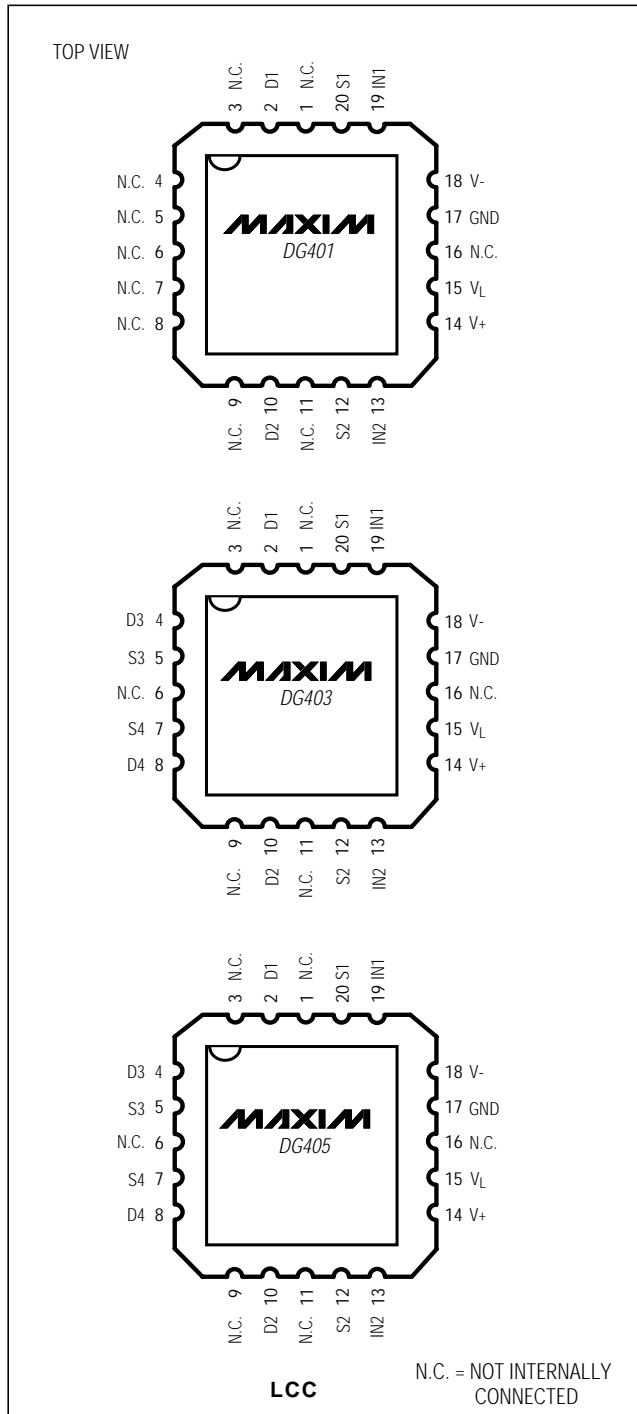 TOP VIEW
3 N.C.
2 D1
1 N.C.
20 S1
19 IN1
N.C. 4
N.C. 5
N.C. 6
N.C. 7
N.C. 8
MAXIM
DG401
18 V-
17 GND
16 N.C.
15 VL
14 V+
N.C. 9
D2 10
N.C. 11
S2 12
IN2 13
3 N.C.
2 D1
1 N.C.
20 S1
19 IN1
D3 4
S3 5
N.C. 6
S4 7
D4 8
MAXIM
DG403
18 V-
17 GND
16 N.C.
15 VL
14 V+
N.C. 9
D2 10
N.C. 11
S2 12
IN2 13
3 N.C.
2 D1
1 N.C.
20 S1
19 IN1
D3 4
S3 5
N.C. 6
S4 7
D4 8
MAXIM
DG405
18 V-
17 GND
16 N.C.
15 VL
14 V+
N.C. 9
D2 10
N.C. 11
S2 12
IN2 13
LCC
N.C. = NOT INTERNALLY
CONNECTED